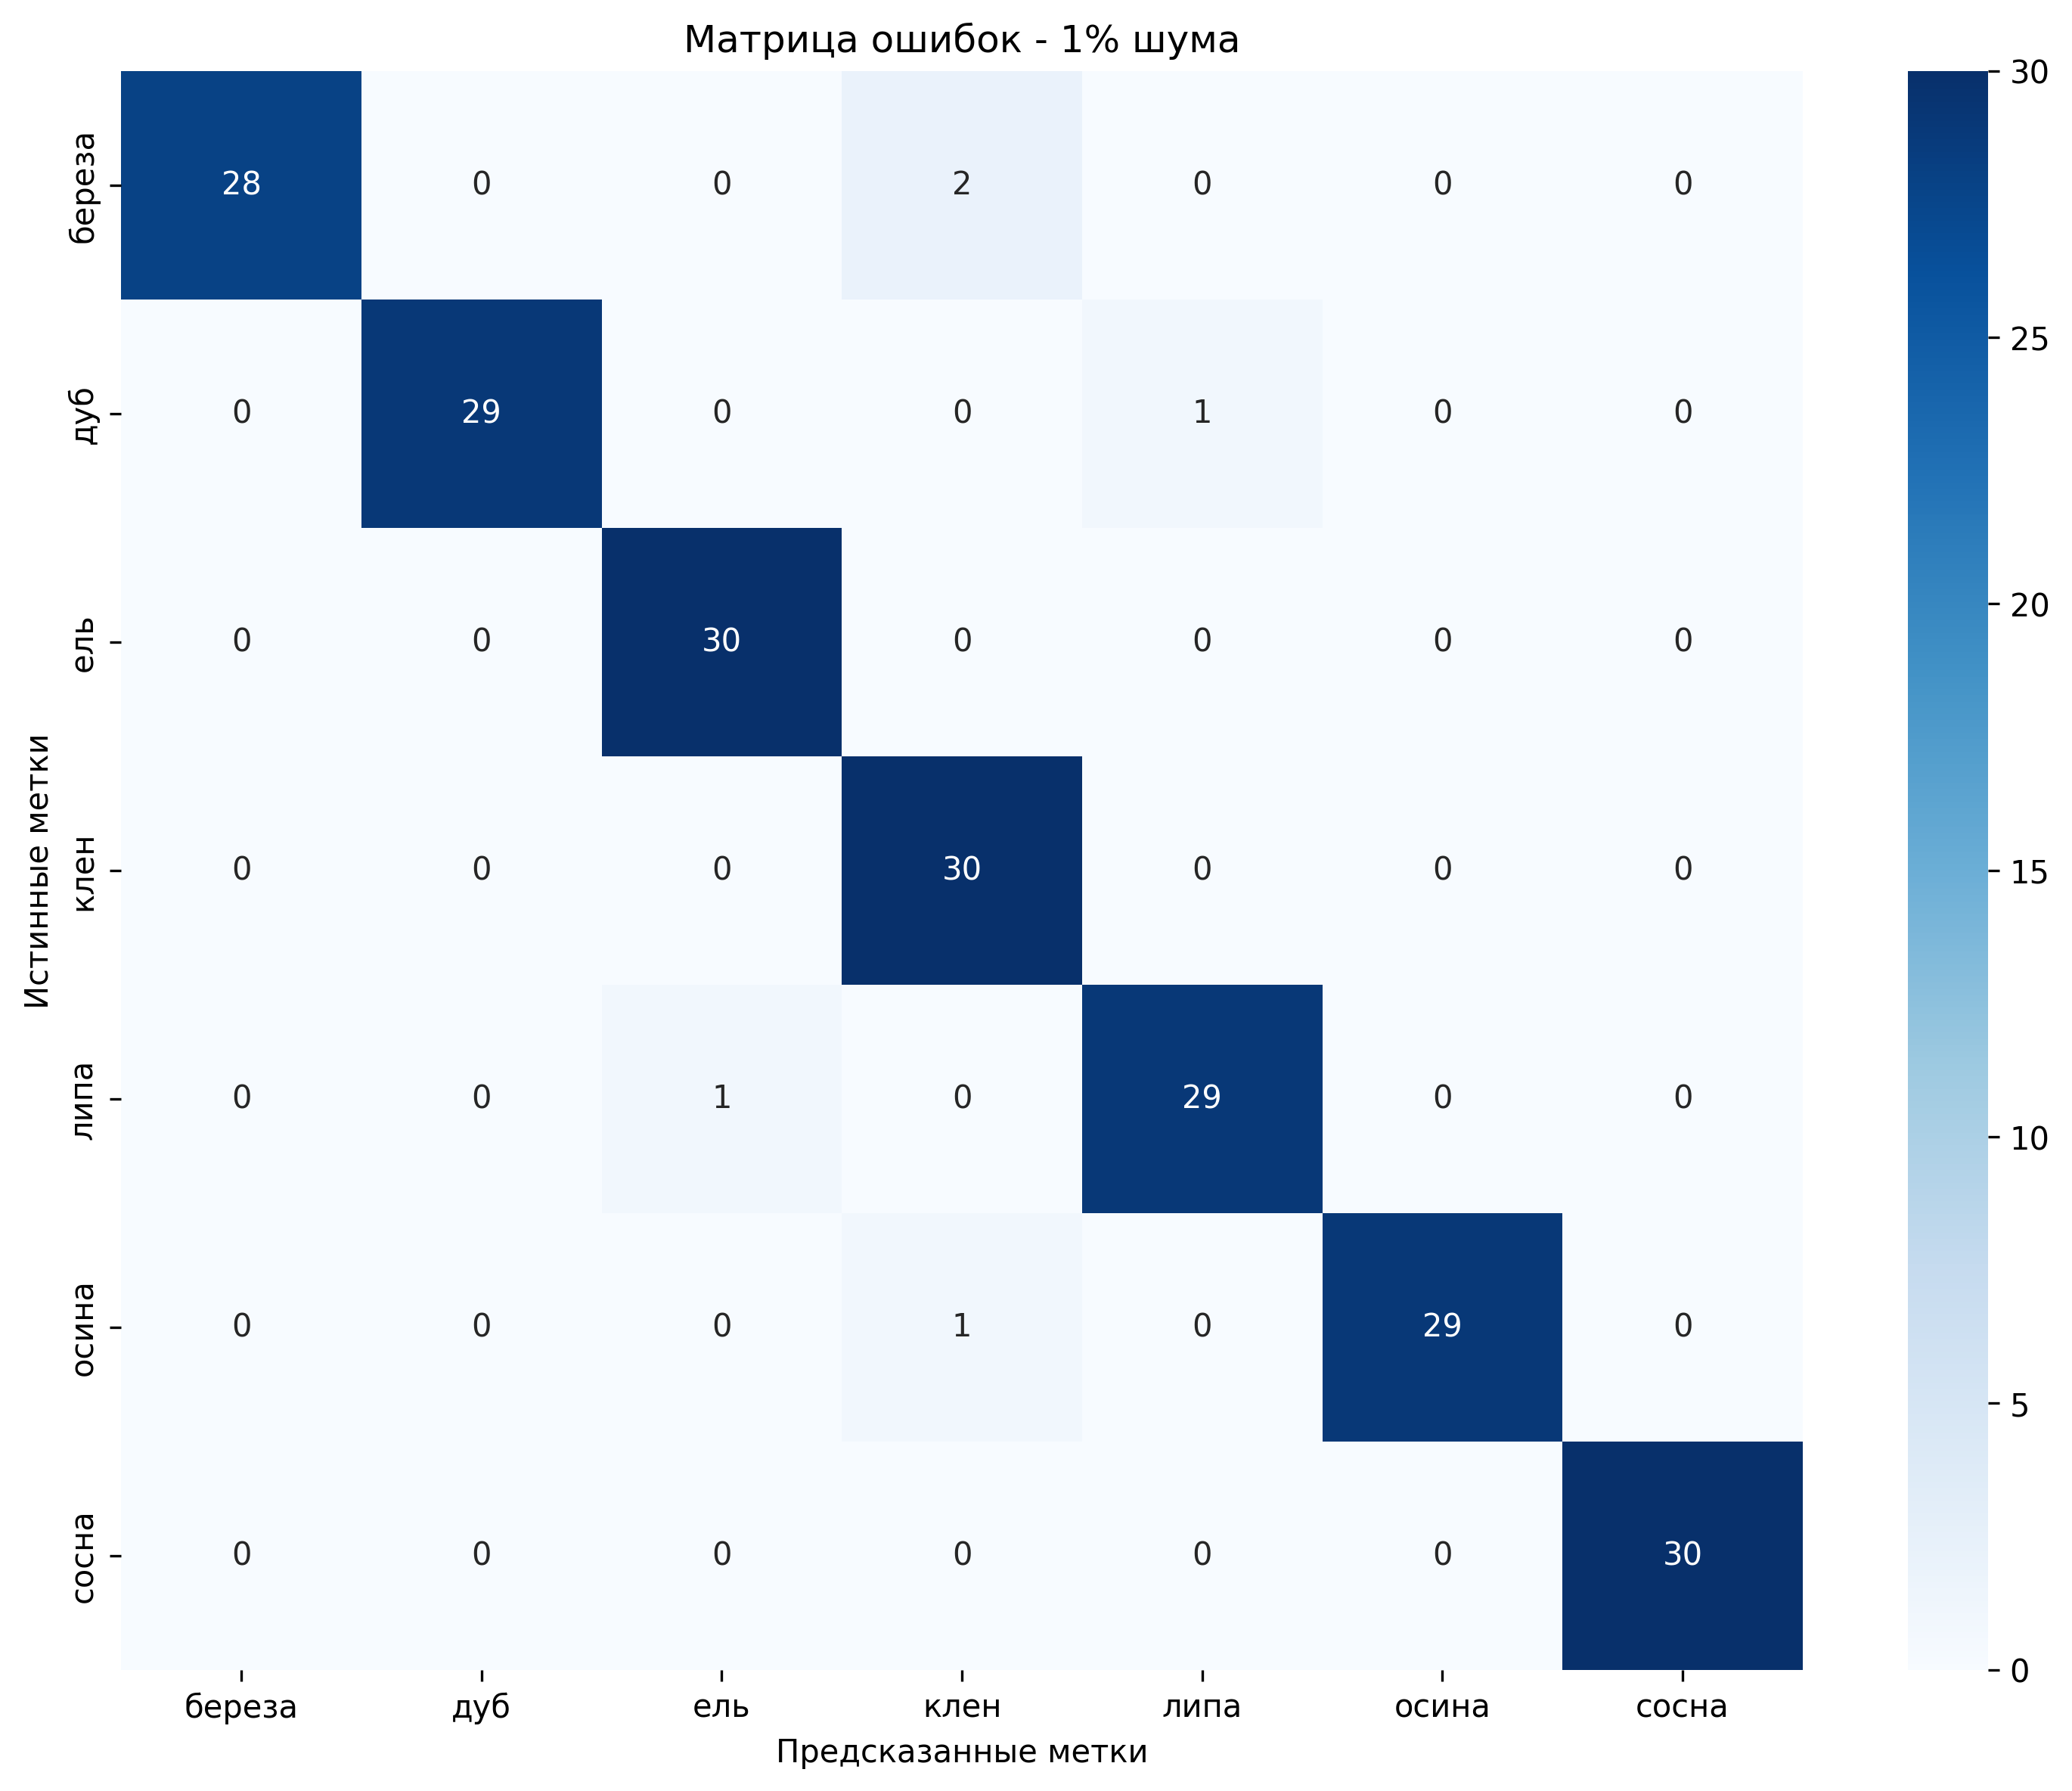 Матрица ошибок - 1% шума
Истинные метки
береза 28 0 0 2 0 0 0
дуб 0 29 0 0 1 0 0
ель 0 0 30 0 0 0 0
клен 0 0 0 30 0 0 0
липа 0 0 1 0 29 0 0
осина 0 0 0 1 0 29 0
сосна 0 0 0 0 0 0 30
береза дуб ель клен липа осина сосна
Предсказанные метки
30
25
20
15
10
5
0